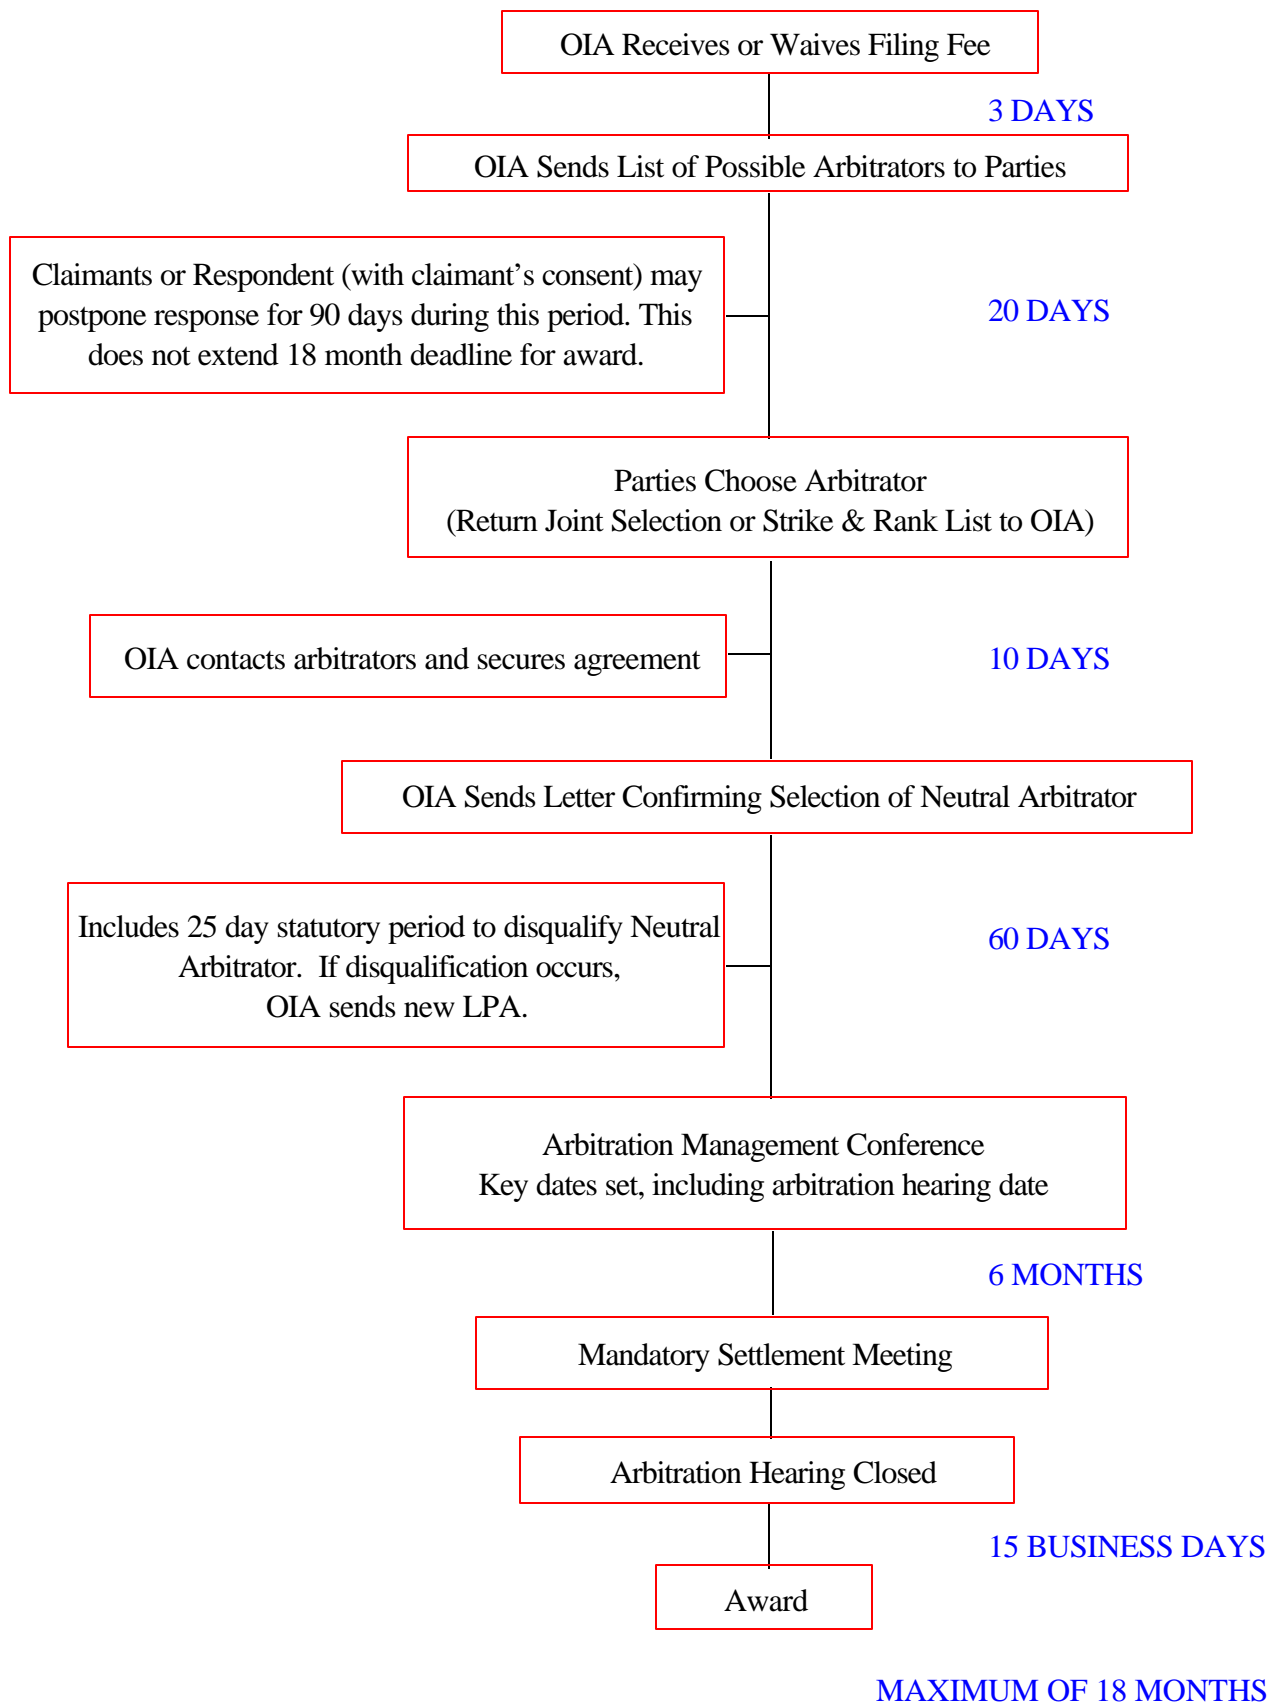 OIA Receives or Waives Filing Fee
3 DAYS
OIA Sends List of Possible Arbitrators to Parties
Claimants or Respondent (with claimant’s consent) may
postpone response for 90 days during this period. This
does not extend 18 month deadline for award.
20 DAYS
Parties Choose Arbitrator
(Return Joint Selection or Strike & Rank List to OIA)
OIA contacts arbitrators and secures agreement
10 DAYS
OIA Sends Letter Confirming Selection of Neutral Arbitrator
Includes 25 day statutory period to disqualify Neutral
Arbitrator. If disqualification occurs,
OIA sends new LPA.
60 DAYS
Arbitration Management Conference
Key dates set, including arbitration hearing date
6 MONTHS
Mandatory Settlement Meeting
Arbitration Hearing Closed
15 BUSINESS DAYS
Award
MAXIMUM OF 18 MONTHS